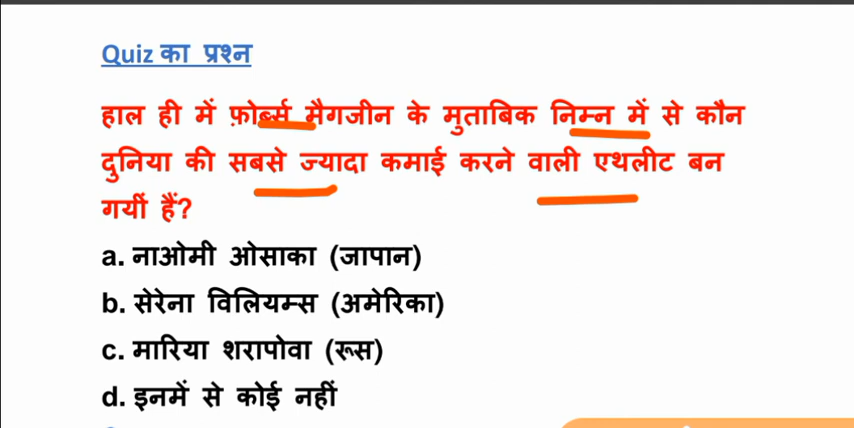 Quiz का प्रश्न
हाल ही में फ़ोर्ब्स मैगजीन के मुताबिक निम्न में से कौन
दुनिया की सबसे ज्यादा कमाई करने वाली एथलीट बन
गयीं हैं?
a. नाओमी ओसाका (जापान)
b. सेरेना विलियम्स (अमेरिका)
c. मारिया शरापोवा (रूस)
d. इनमें से कोई नहीं